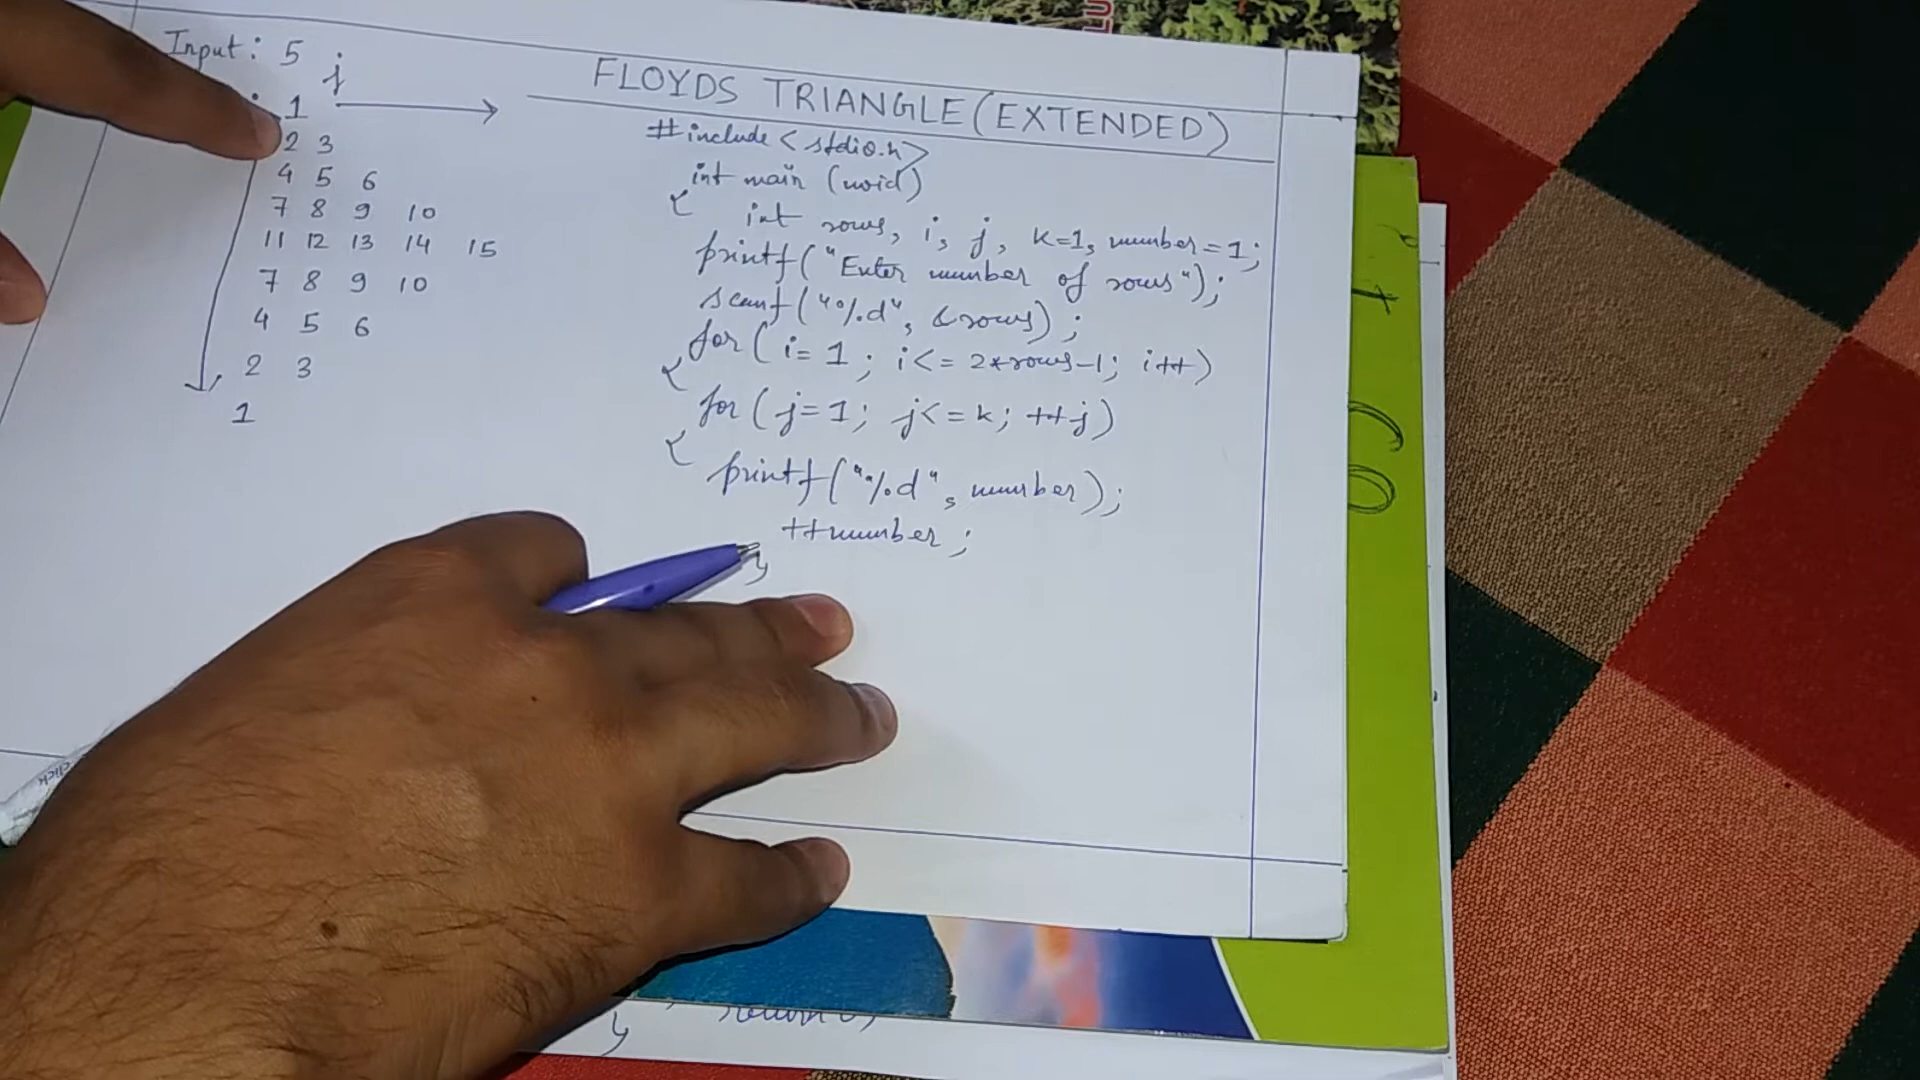 Input: 5
j
1
2 3
4 5 6
7 8 9 10
11 12 13 14 15
7 8 9 10
4 5 6
2 3
1
FLOYDS TRIANGLE (EXTENDED)
#include <stdio.h>
int main (void)
{
int rows, i, j, k=1, number=1;
printf("Enter number of rows");
scanf("%d", &rows);
for( i=1; i<= 2*rows-1; i++)
{
for( j=1; j<=k; ++j)
{
printf("%d", number);
++number;
}
LU
t
click
}